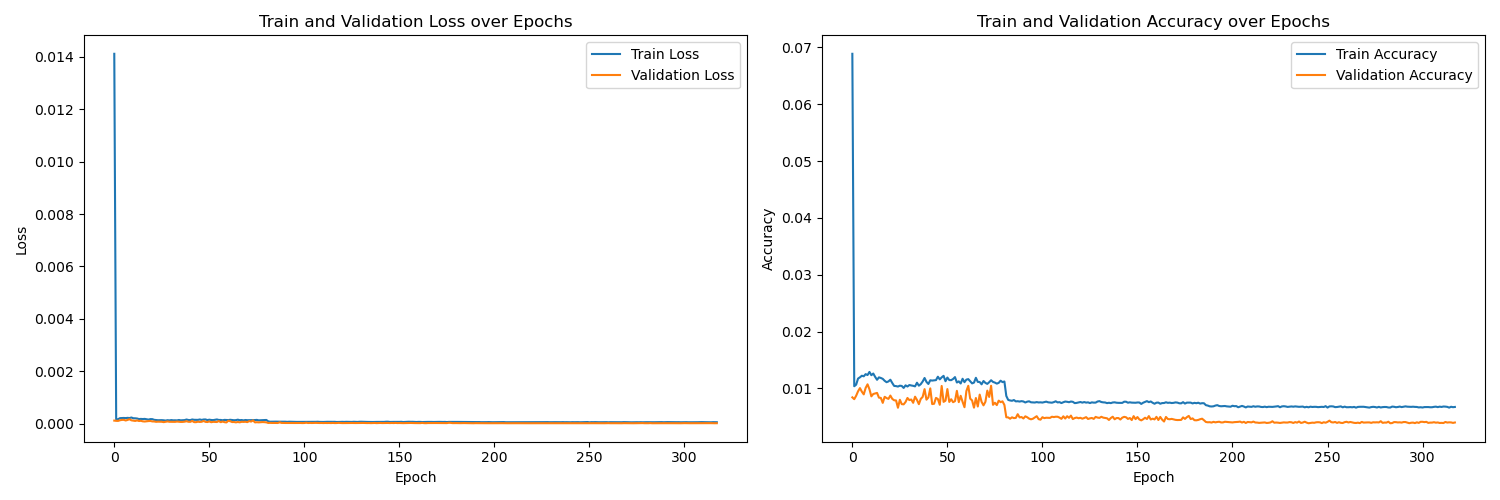 Train and Validation Loss over Epochs
Train Loss
Validation Loss
0.014
0.012
0.010
0.008
0.006
0.004
0.002
0.000
Loss
0
50
100
150
200
250
300
Epoch
Train and Validation Accuracy over Epochs
Train Accuracy
Validation Accuracy
0.07
0.06
0.05
0.04
0.03
0.02
0.01
Accuracy
0
50
100
150
200
250
300
Epoch